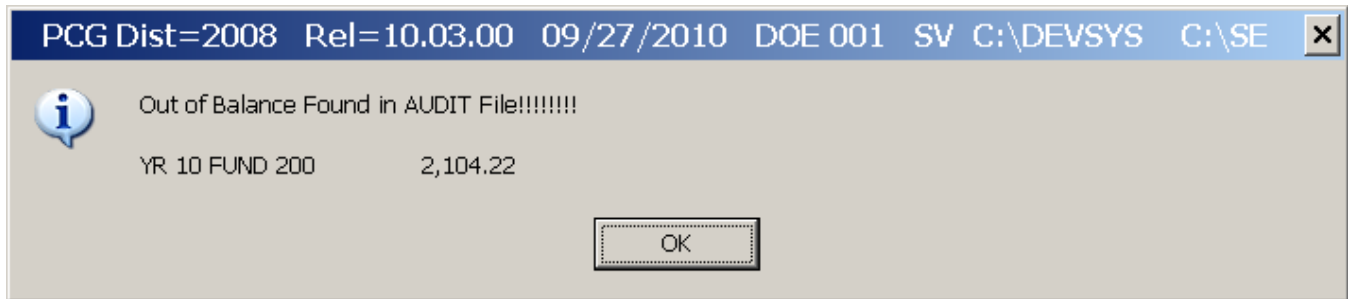 PCG Dist=2008 Rel=10.03.00 09/27/2010 DOE 001 SV C:\DEVSYS C:\SE
Out of Balance Found in AUDIT File!!!!!!!!
YR 10 FUND 200 2,104.22
OK